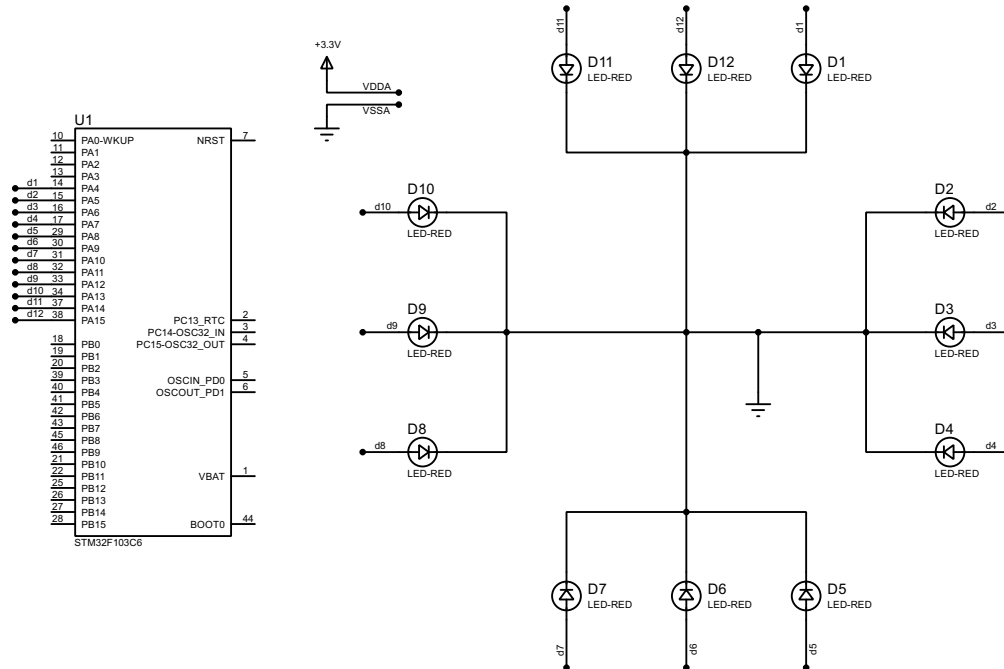 d11
d12
d1
D11
LED-RED
D12
LED-RED
D1
LED-RED
+3.3V
VDDA
VSSA
U1
10 PA0-WKUP NRST 7
11 PA1
12 PA2
13 PA3
d1 14 PA4
d2 15 PA5
d3 16 PA6
d4 17 PA7
d5 29 PA8
d6 30 PA9
d7 31 PA10
d8 32 PA11
d9 33 PA12
d10 34 PA13
d11 37 PA14
d12 38 PA15
PC13_RTC 2
PC14-OSC32_IN 3
18 PB0 PC15-OSC32_OUT 4
19 PB1
20 PB2
39 PB3 OSCIN_PD0 5
40 PB4 OSCOUT_PD1 6
41 PB5
42 PB6
43 PB7
45 PB8
46 PB9
21 PB10
22 PB11 VBAT 1
25 PB12
26 PB13
27 PB14
28 PB15 BOOT0 44
STM32F103C6
D10
d10
LED-RED
D2
d2
LED-RED
D9
d9
LED-RED
D3
d3
LED-RED
D8
d8
LED-RED
D4
d4
LED-RED
D7
LED-RED
D6
LED-RED
D5
LED-RED
d7
d6
d5